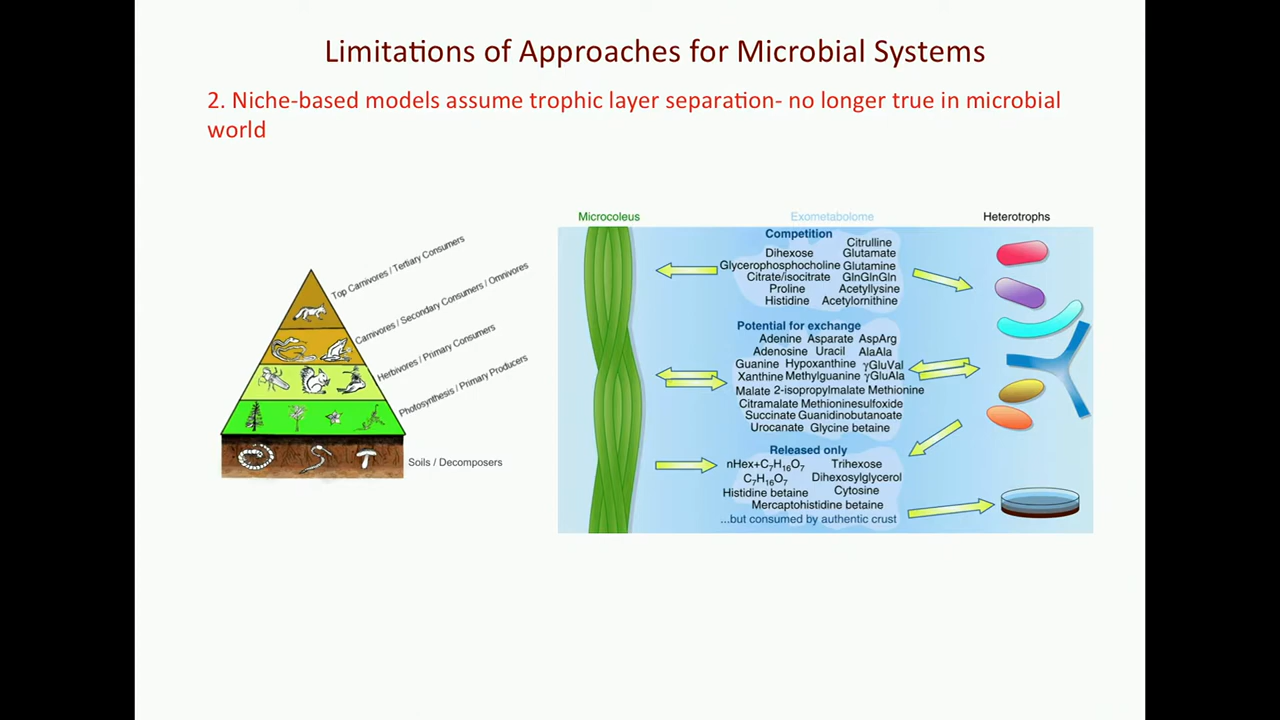 Limitations of Approaches for Microbial Systems
2. Niche-based models assume trophic layer separation- no longer true in microbial
world
Top Carnivores / Tertiary Consumers
Carnivores / Secondary Consumers / Omnivores
Herbivores / Primary Consumers
Photosynthesis / Primary Producers
Soils / Decomposers
Microcoleus
Exometabolome
Heterotrophs
Competition
Citrulline
Dihexose Glutamate
Glycerophosphocholine Glutamine
Citrate/isocitrate GlnGlnGln
Proline Acetyllysine
Histidine Acetylornithine
Potential for exchange
Adenine Asparate AspArg
Adenosine Uracil AlaAla
Guanine Hypoxanthine γGluVal
Xanthine Methylguanine γGluAla
Malate 2-isopropylmalate Methionine
Citramalate Methioninesulfoxide
Succinate Guanidinobutanoate
Urocanate Glycine betaine
Released only
nHex+C₇H₁₆O₇ Trihexose
C₇H₁₆O₇ Dihexosylglycerol
Histidine betaine Cytosine
Mercaptohistidine betaine
...but consumed by authentic crust